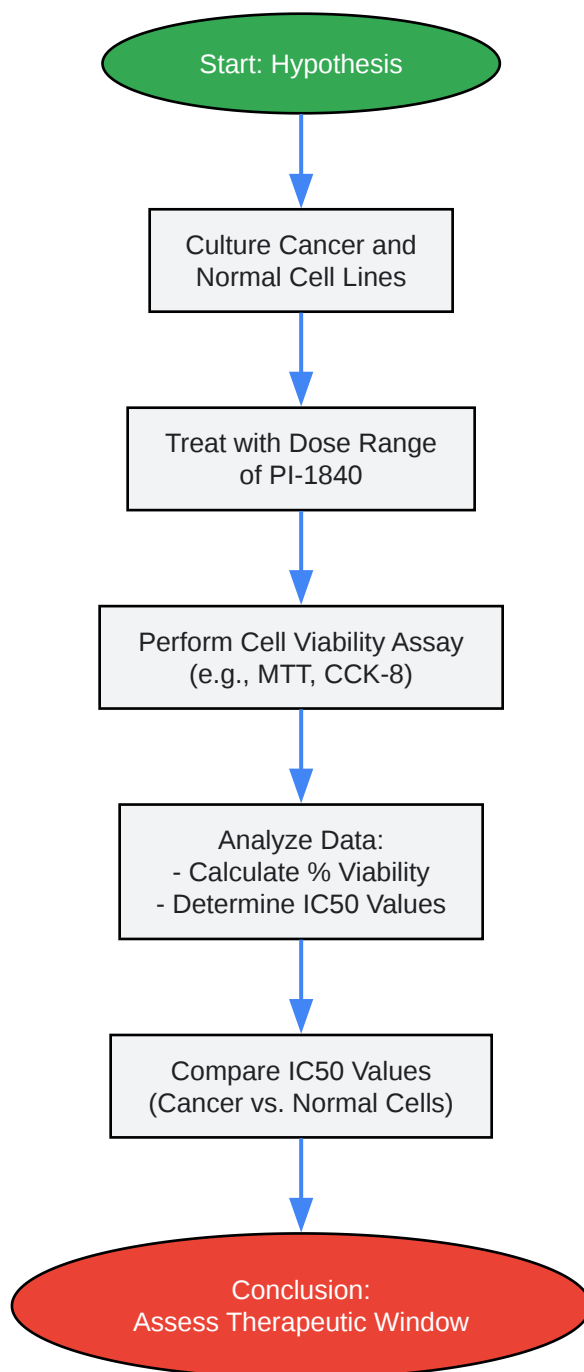 Start: Hypothesis
Culture Cancer and
Normal Cell Lines
Treat with Dose Range
of PI-1840
Perform Cell Viability Assay
(e.g., MTT, CCK-8)
Analyze Data:
- Calculate % Viability
- Determine IC50 Values
Compare IC50 Values
(Cancer vs. Normal Cells)
Conclusion:
Assess Therapeutic Window